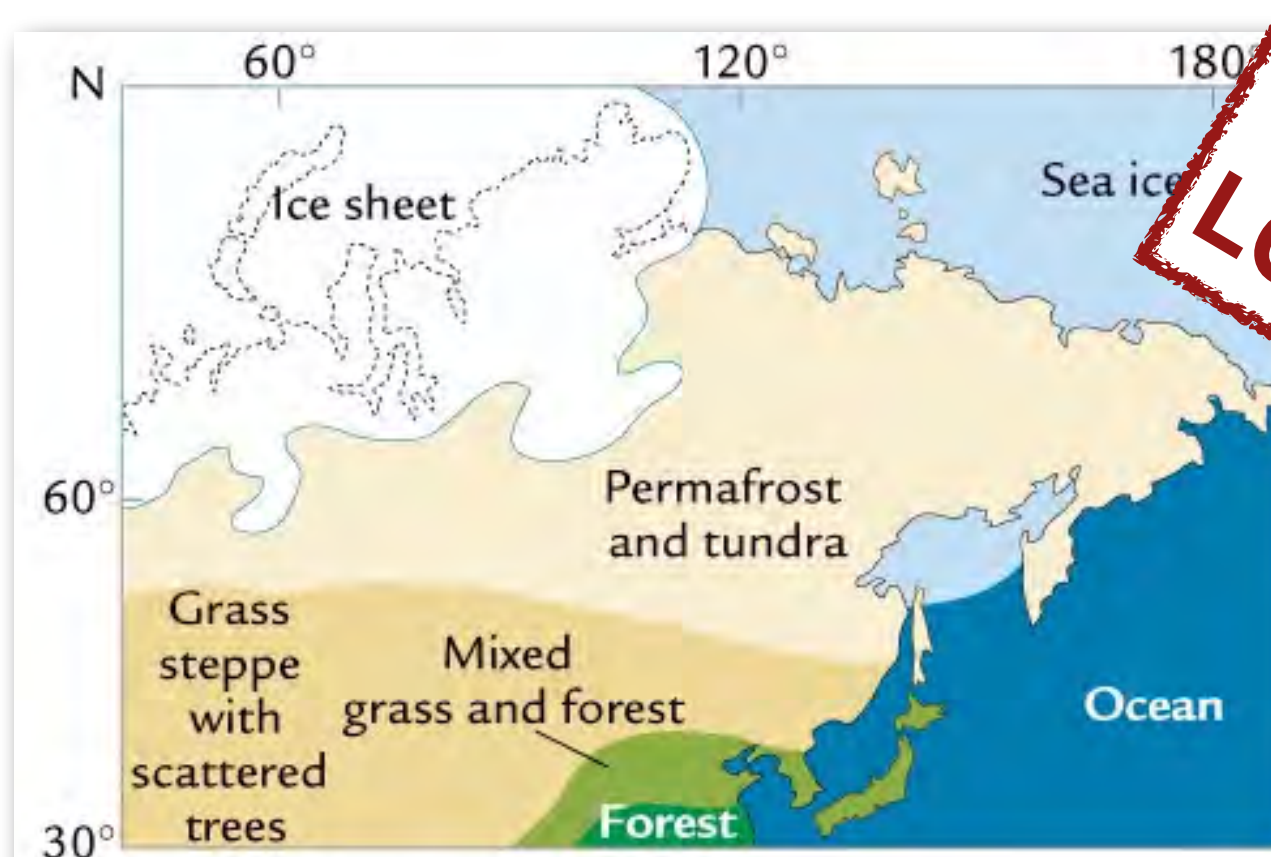 60° 120° 180°
N
Ice sheet
Sea ice
60°
Permafrost
and tundra
Grass
steppe
with
scattered
trees
Mixed
grass and forest
Ocean
30°
Forest